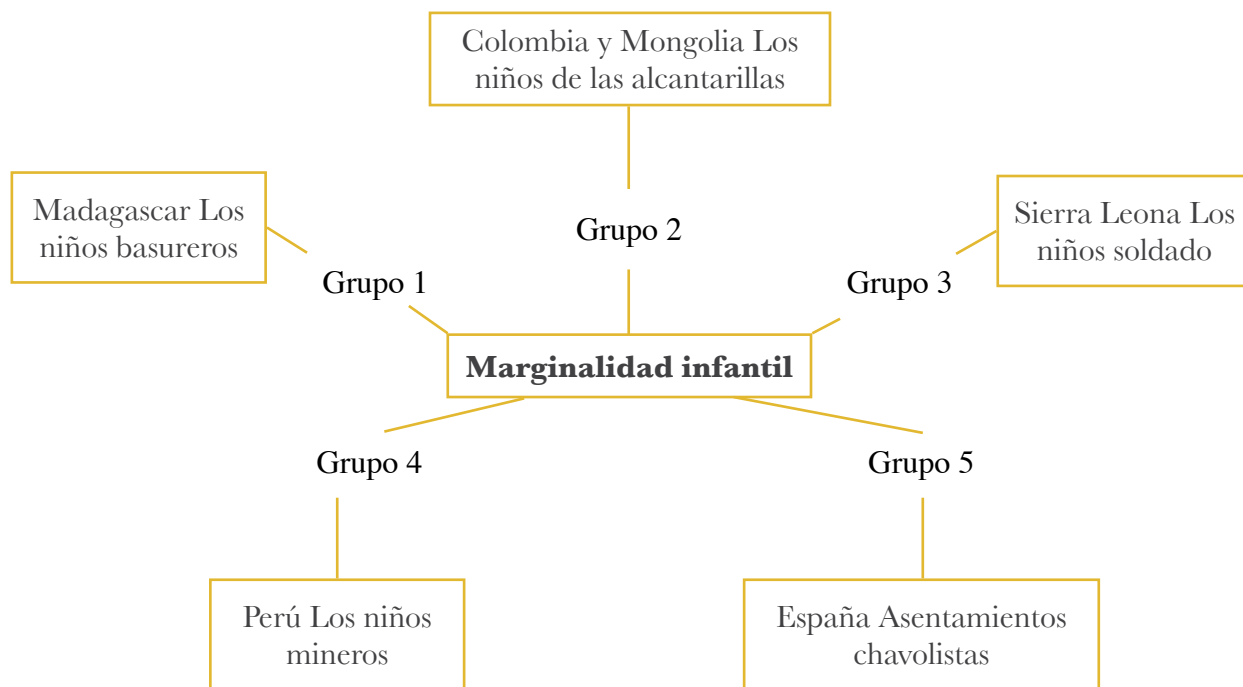 Colombia y Mongolia Los
niños de las alcantarillas
Madagascar Los
niños basureros
Sierra Leona Los
niños soldado
Grupo 2
Grupo 1
Grupo 3
Marginalidad infantil
Grupo 4
Grupo 5
Perú Los niños
mineros
España Asentamientos
chavolistas